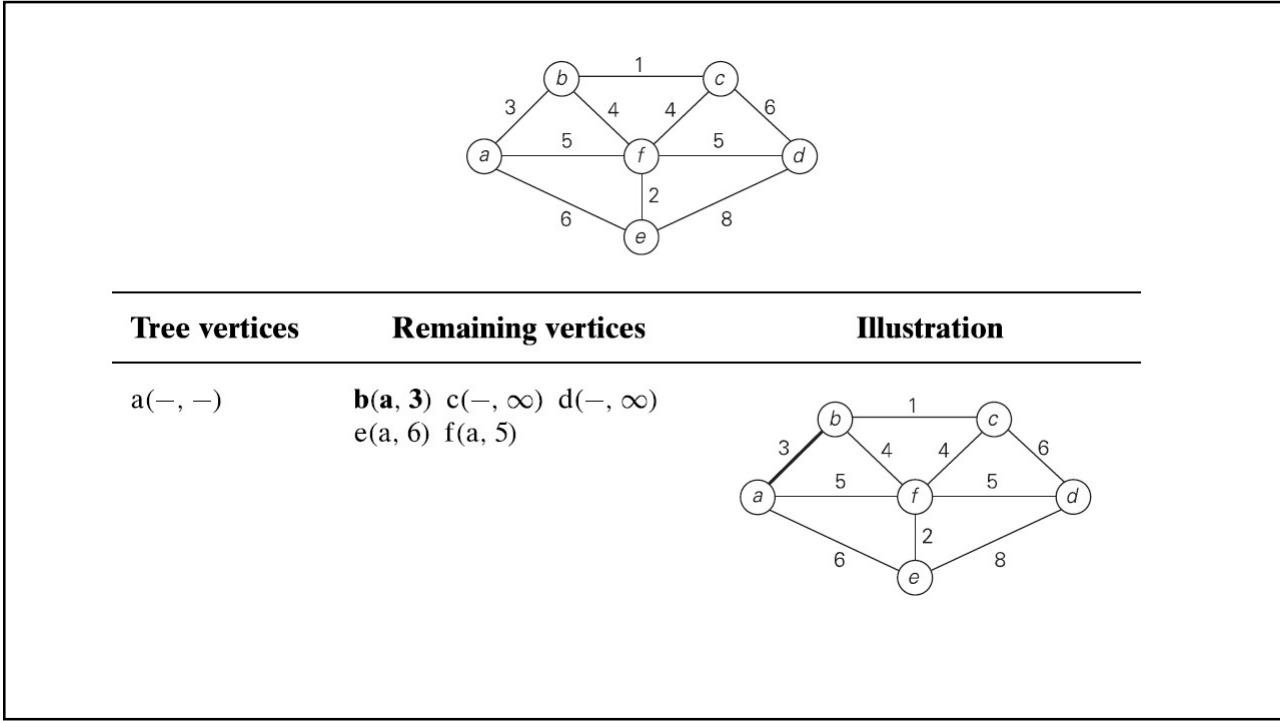 1
b c
3 4 4 6
5 5
a f d
2
6 8
e
Tree vertices Remaining vertices Illustration
a(−, −) b(a, 3) c(−, ∞) d(−, ∞)
e(a, 6) f(a, 5)
1
b c
3 4 4 6
5 5
a f d
2
6 8
e